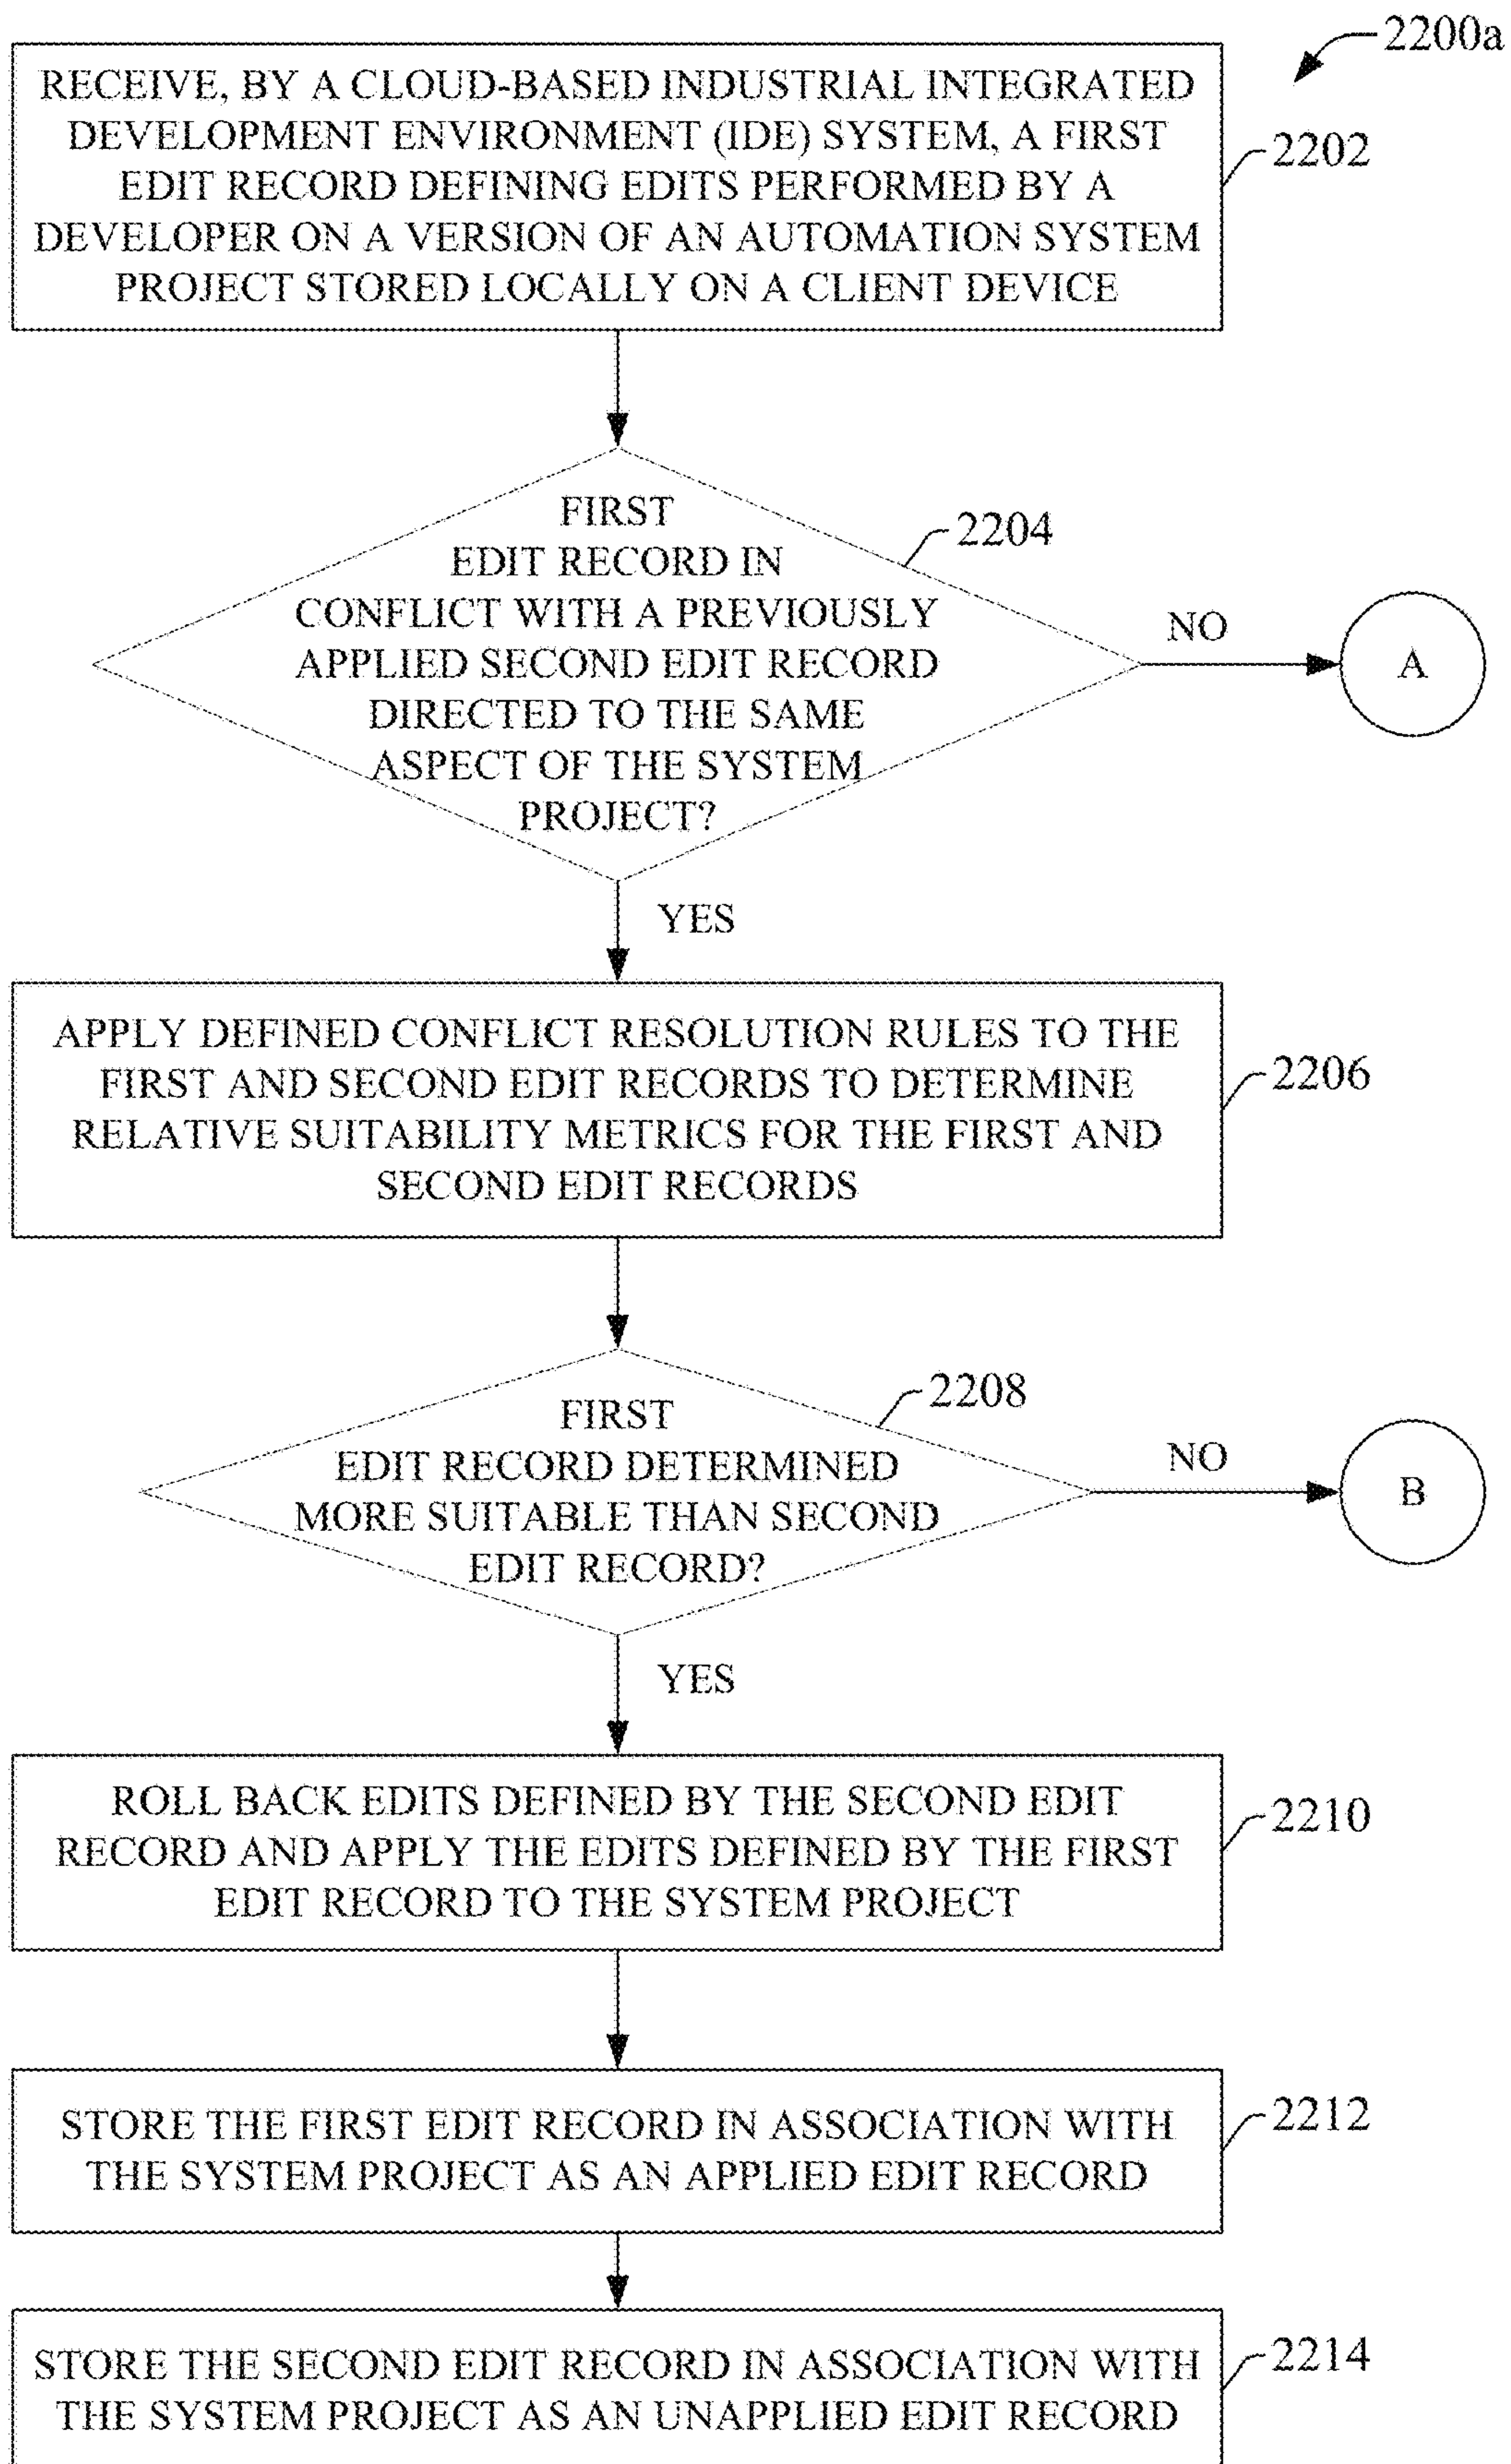 2200a
RECEIVE, BY A CLOUD-BASED INDUSTRIAL INTEGRATED
DEVELOPMENT ENVIRONMENT (IDE) SYSTEM, A FIRST
EDIT RECORD DEFINING EDITS PERFORMED BY A
DEVELOPER ON A VERSION OF AN AUTOMATION SYSTEM
PROJECT STORED LOCALLY ON A CLIENT DEVICE
2202
FIRST
EDIT RECORD IN
CONFLICT WITH A PREVIOUSLY
APPLIED SECOND EDIT RECORD
DIRECTED TO THE SAME
ASPECT OF THE SYSTEM
PROJECT?
2204
NO
A
YES
APPLY DEFINED CONFLICT RESOLUTION RULES TO THE
FIRST AND SECOND EDIT RECORDS TO DETERMINE
RELATIVE SUITABILITY METRICS FOR THE FIRST AND
SECOND EDIT RECORDS
2206
FIRST
EDIT RECORD DETERMINED
MORE SUITABLE THAN SECOND
EDIT RECORD?
2208
NO
B
YES
ROLL BACK EDITS DEFINED BY THE SECOND EDIT
RECORD AND APPLY THE EDITS DEFINED BY THE FIRST
EDIT RECORD TO THE SYSTEM PROJECT
2210
STORE THE FIRST EDIT RECORD IN ASSOCIATION WITH
THE SYSTEM PROJECT AS AN APPLIED EDIT RECORD
2212
STORE THE SECOND EDIT RECORD IN ASSOCIATION WITH
THE SYSTEM PROJECT AS AN UNAPPLIED EDIT RECORD
2214